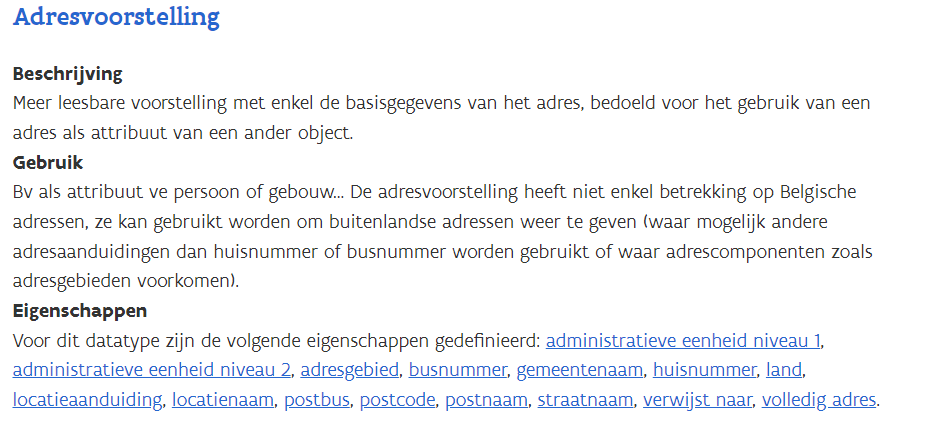 Adresvoorstelling
Beschrijving
Meer leesbare voorstelling met enkel de basisgegevens van het adres, bedoeld voor het gebruik van een
adres als attribuut van een ander object.
Gebruik
Bv als attribuut ve persoon of gebouw... De adresvoorstelling heeft niet enkel betrekking op Belgische
adressen, ze kan gebruikt worden om buitenlandse adressen weer te geven (waar mogelijk andere
adresaanduidingen dan huisnummer of busnummer worden gebruikt of waar adrescomponenten zoals
adresgebieden voorkomen).
Eigenschappen
Voor dit datatype zijn de volgende eigenschappen gedefinieerd: administratieve eenheid niveau 1,
administratieve eenheid niveau 2, adresgebied, busnummer, gemeentenaam, huisnummer, land,
locatieaanduiding, locatienaam, postbus, postcode, postnaam, straatnaam, verwijst naar, volledig adres.